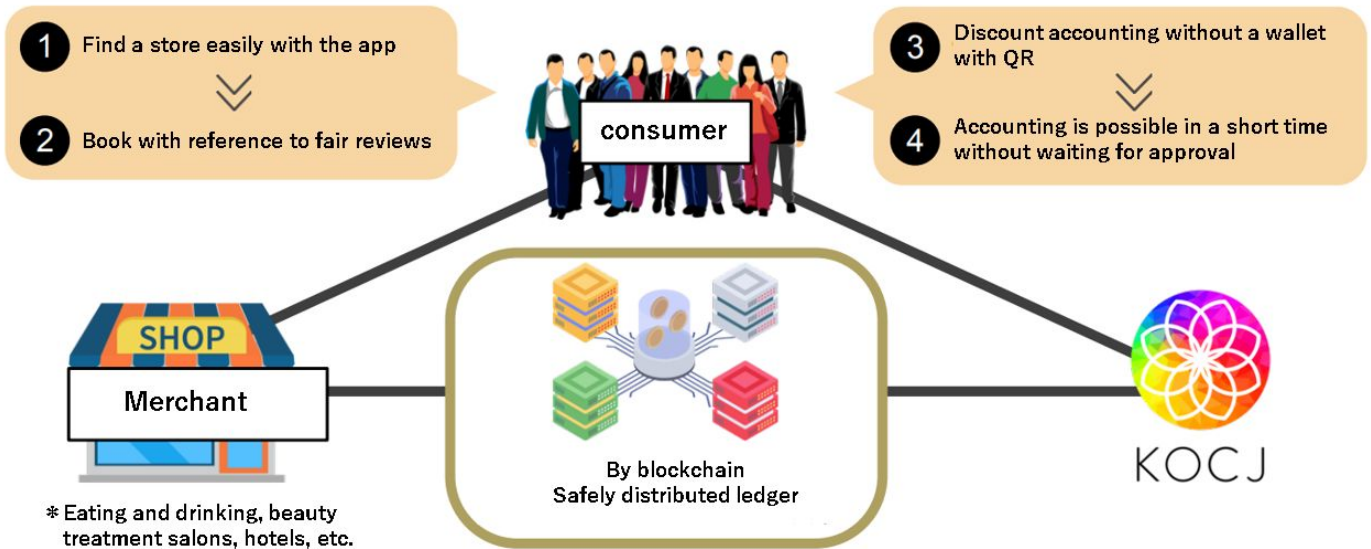 1 Find a store easily with the app
2 Book with reference to fair reviews
consumer
3 Discount accounting without a wallet
with QR
4 Accounting is possible in a short time
without waiting for approval
SHOP
Merchant
* Eating and drinking, beauty
treatment salons, hotels, etc.
By blockchain
Safely distributed ledger
KOCJ